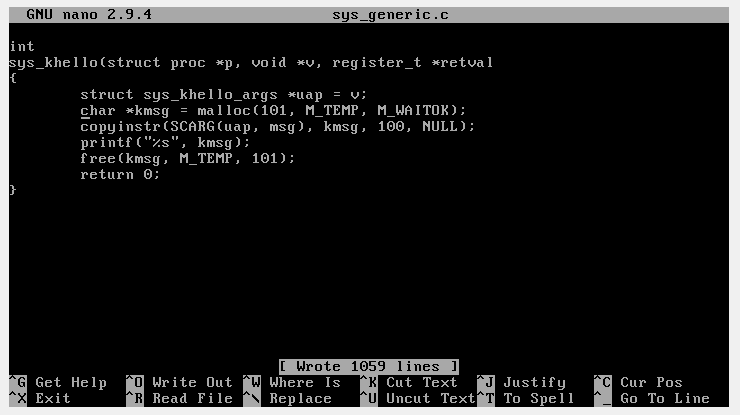 GNU nano 2.9.4 sys_generic.c
int
sys_khello(struct proc *p, void *v, register_t *retval
{
struct sys_khello_args *uap = v;
char *kmsg = malloc(101, M_TEMP, M_WAITOK);
copyinstr(SCARG(uap, msg), kmsg, 100, NULL);
printf("%s", kmsg);
free(kmsg, M_TEMP, 101);
return 0;
}
[ Wrote 1059 lines ]
^G Get Help ^O Write Out ^W Where Is ^K Cut Text ^J Justify ^C Cur Pos
^X Exit ^R Read File ^\ Replace ^U Uncut Text ^T To Spell ^_ Go To Line